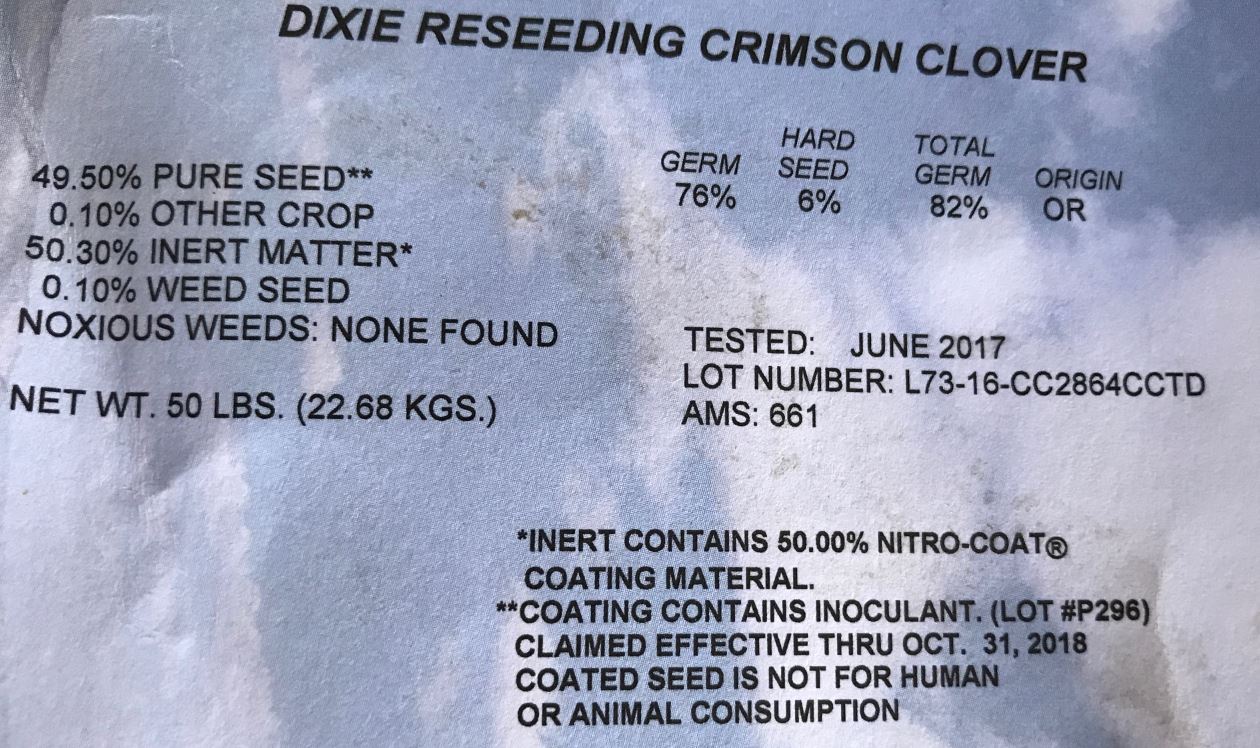 DIXIE RESEEDING CRIMSON CLOVER
49.50% PURE SEED**
0.10% OTHER CROP
50.30% INERT MATTER*
0.10% WEED SEED
NOXIOUS WEEDS: NONE FOUND
NET WT. 50 LBS. (22.68 KGS.)
HARD TOTAL
GERM SEED GERM ORIGIN
76% 6% 82% OR
TESTED: JUNE 2017
LOT NUMBER: L73-16-CC2864CCTD
AMS: 661
*INERT CONTAINS 50.00% NITRO-COAT®
COATING MATERIAL.
**COATING CONTAINS INOCULANT. (LOT #P296)
CLAIMED EFFECTIVE THRU OCT. 31, 2018
COATED SEED IS NOT FOR HUMAN
OR ANIMAL CONSUMPTION